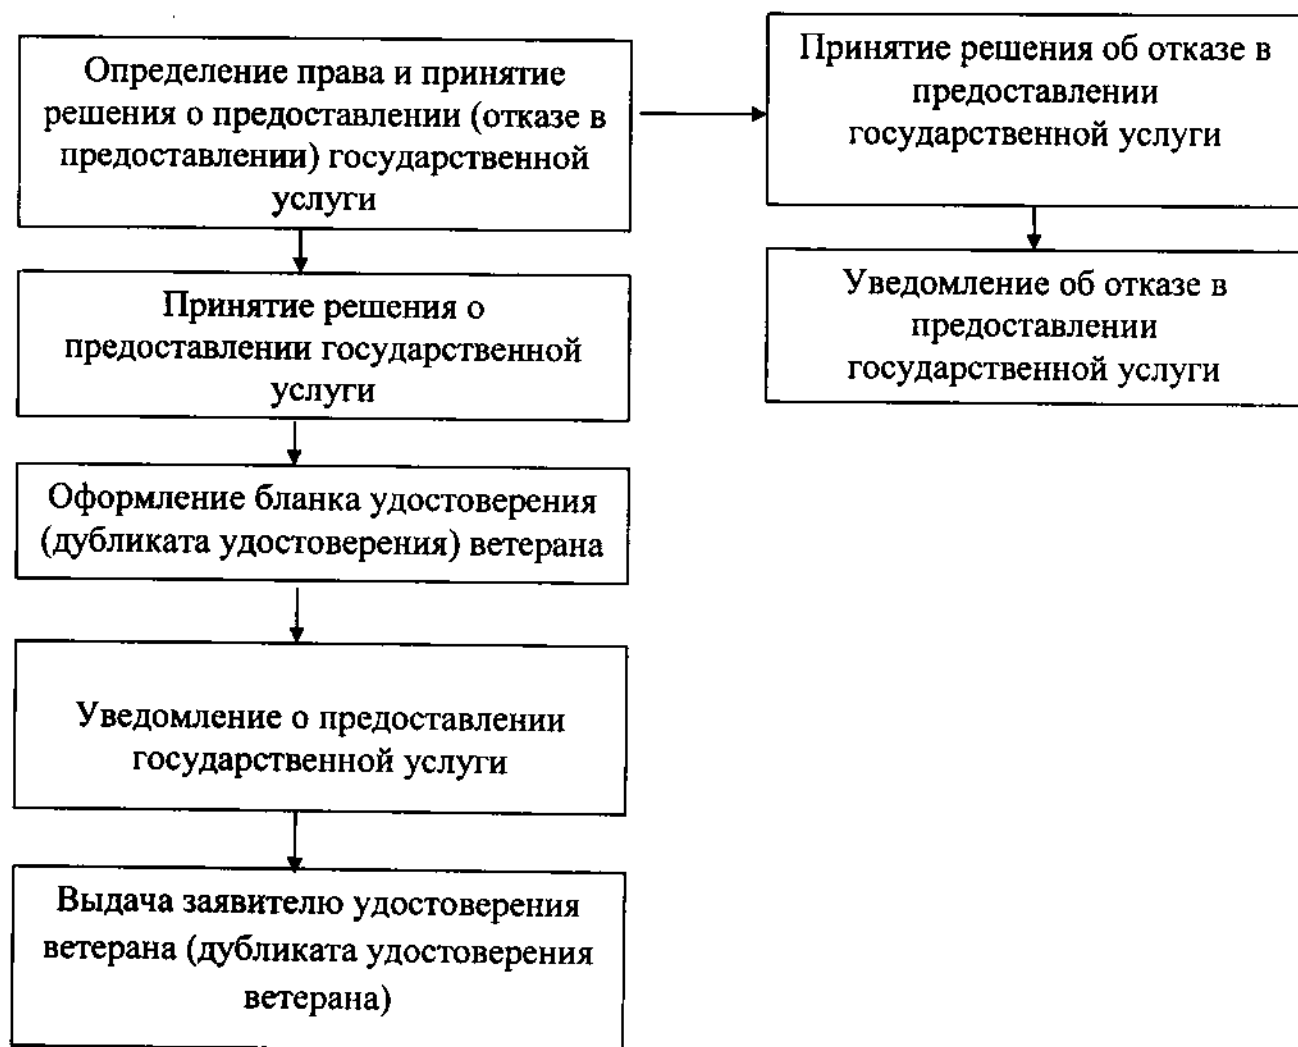 Определение права и принятие
решения о предоставлении (отказе в
предоставлении) государственной
услуги
Принятие решения об отказе в
предоставлении
государственной услуги
Принятие решения о
предоставлении государственной
услуги
Уведомление об отказе в
предоставлении
государственной услуги
Оформление бланка удостоверения
(дубликата удостоверения) ветерана
Уведомление о предоставлении
государственной услуги
Выдача заявителю удостоверения
ветерана (дубликата удостоверения
ветерана)